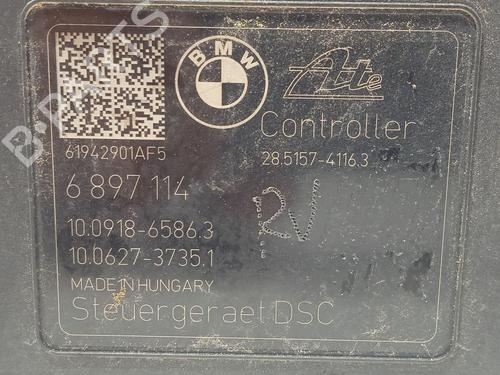 BMW
Ate
Controller
61942901AF5
28.5157-4116.3
6 897 114
12V
10.0918-6586.3
10.0627-3735.1
MADE IN HUNGARY
Steuergeraet DSC
B-PARTS